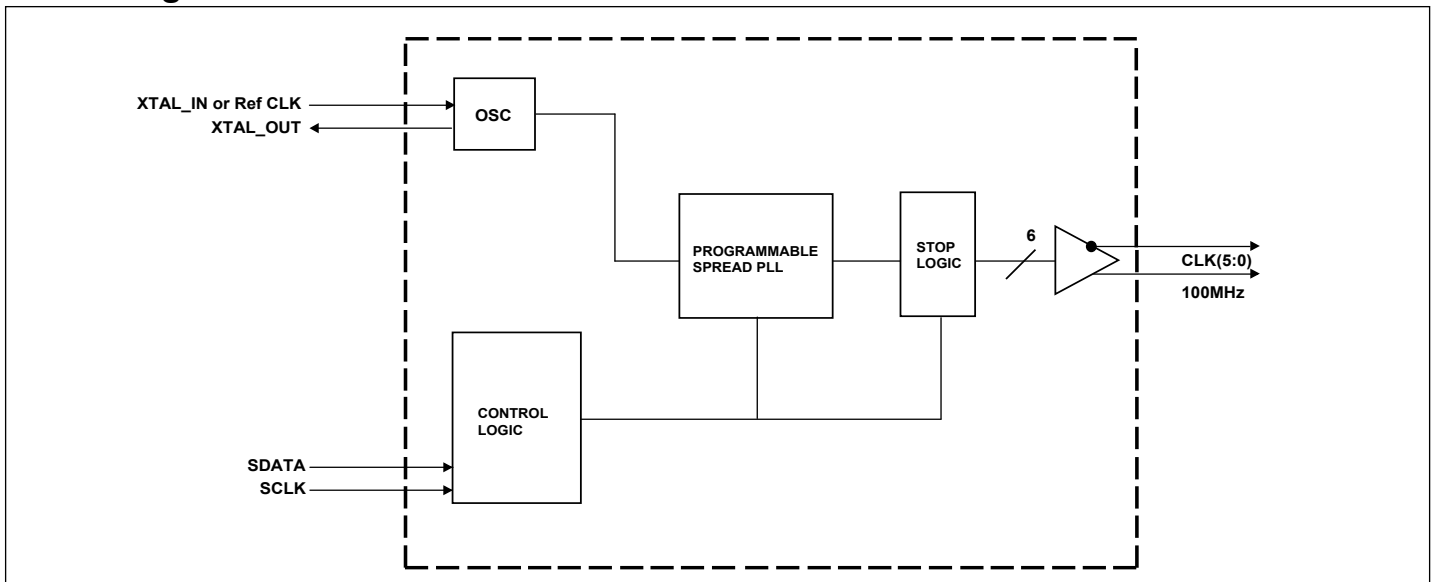 XTAL_IN or Ref CLK
XTAL_OUT
OSC
PROGRAMMABLE
SPREAD PLL
STOP
LOGIC
6
CLK(5:0)
100MHz
CONTROL
LOGIC
SDATA
SCLK